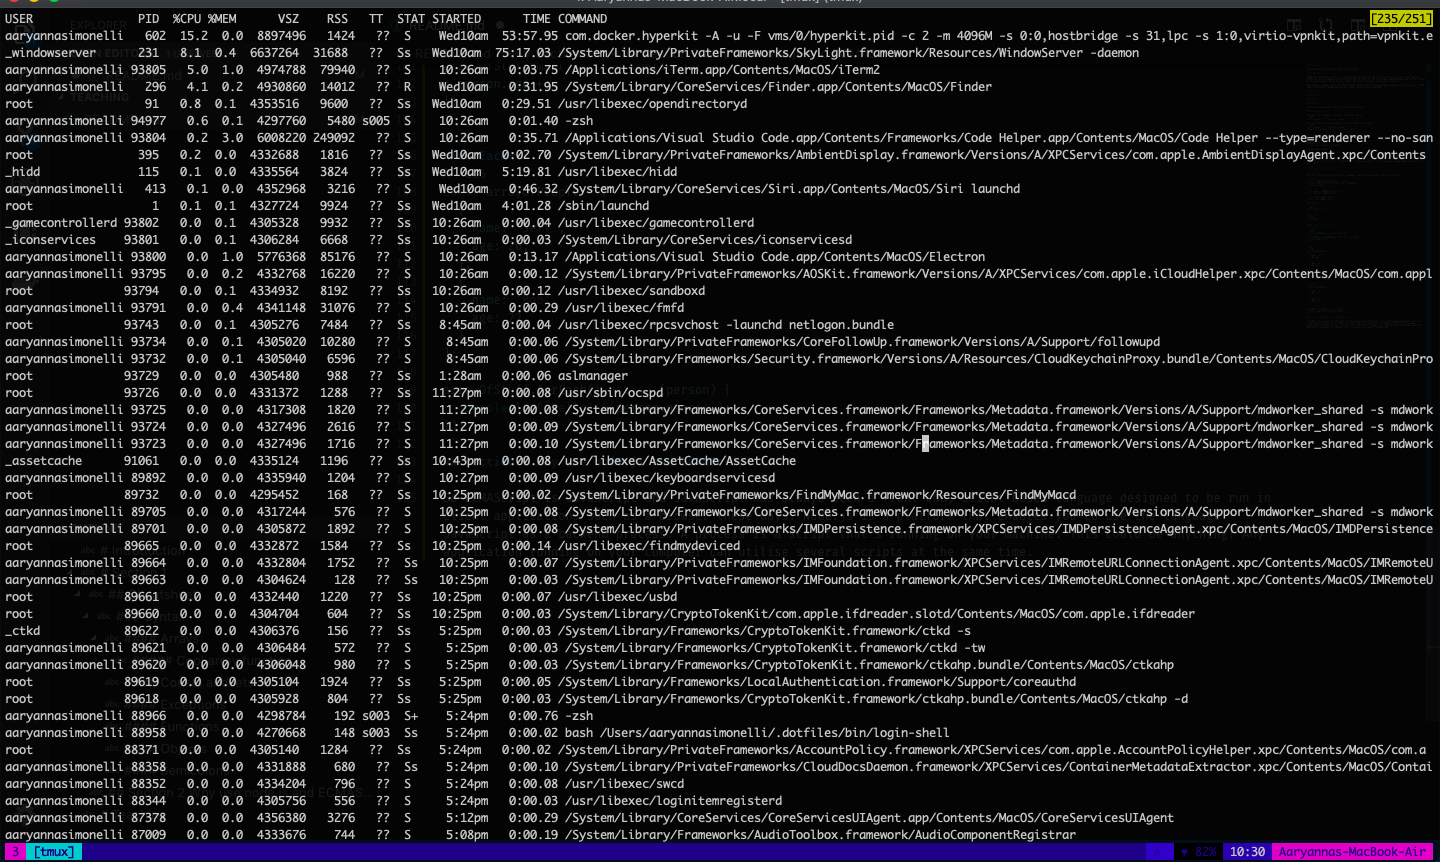 USER PID %CPU %MEM VSZ RSS TT STAT STARTED TIME COMMAND [235/251]
aaryannasimonelli 602 15.2 0.0 8897496 1424 ?? S Wed10am 53:57.95 com.docker.hyperkit -A -u -F vms/0/hyperkit.pid -c 2 -m 4096M -s 0:0,hostbridge -s 31,lpc -s 1:0,virtio-vpnkit,path=vpnkit.e
_windowserver 231 8.1 0.4 6637264 31688 ?? Ss Wed10am 75:17.03 /System/Library/PrivateFrameworks/SkyLight.framework/Resources/WindowServer -daemon
aaryannasimonelli 93805 5.0 1.0 4974788 79940 ?? S 10:26am 0:03.75 /Applications/iTerm.app/Contents/MacOS/iTerm2
aaryannasimonelli 296 4.1 0.2 4930860 14012 ?? R Wed10am 0:31.95 /System/Library/CoreServices/Finder.app/Contents/MacOS/Finder
root 91 0.8 0.1 4353516 9600 ?? Ss Wed10am 0:29.51 /usr/libexec/opendirectoryd
aaryannasimonelli 94977 0.6 0.1 4297760 5480 s005 S 10:26am 0:01.40 -zsh
aaryannasimonelli 93804 0.2 3.0 6008220 249092 ?? S 10:26am 0:35.71 /Applications/Visual Studio Code.app/Contents/Frameworks/Code Helper.app/Contents/MacOS/Code Helper --type=renderer --no-san
root 395 0.2 0.0 4332688 1816 ?? Ss Wed10am 0:02.70 /System/Library/PrivateFrameworks/AmbientDisplay.framework/Versions/A/XPCServices/com.apple.AmbientDisplayAgent.xpc/Contents
_hidd 115 0.1 0.0 4335564 3824 ?? Ss Wed10am 5:19.81 /usr/libexec/hidd
aaryannasimonelli 413 0.1 0.0 4352968 3216 ?? S Wed10am 0:46.32 /System/Library/CoreServices/Siri.app/Contents/MacOS/Siri launchd
root 1 0.1 0.1 4327724 9924 ?? Ss Wed10am 4:01.28 /sbin/launchd
_gamecontrollerd 93802 0.0 0.1 4305328 9932 ?? Ss 10:26am 0:00.04 /usr/libexec/gamecontrollerd
_iconservices 93801 0.0 0.1 4306284 6668 ?? Ss 10:26am 0:00.03 /System/Library/CoreServices/iconservicesd
aaryannasimonelli 93800 0.0 1.0 5776368 85176 ?? S 10:26am 0:13.17 /Applications/Visual Studio Code.app/Contents/MacOS/Electron
aaryannasimonelli 93795 0.0 0.2 4332768 16220 ?? S 10:26am 0:00.12 /System/Library/PrivateFrameworks/AOSKit.framework/Versions/A/XPCServices/com.apple.iCloudHelper.xpc/Contents/MacOS/com.appl
root 93794 0.0 0.1 4334932 8192 ?? Ss 10:26am 0:00.12 /usr/libexec/sandboxd
aaryannasimonelli 93791 0.0 0.4 4341148 31076 ?? S 10:26am 0:00.29 /usr/libexec/fmfd
root 93743 0.0 0.1 4305276 7484 ?? Ss 8:45am 0:00.04 /usr/libexec/rpcsvchost -launchd netlogon.bundle
aaryannasimonelli 93734 0.0 0.1 4305020 10280 ?? S 8:45am 0:00.06 /System/Library/PrivateFrameworks/CoreFollowUp.framework/Versions/A/Support/followupd
aaryannasimonelli 93732 0.0 0.1 4305040 6596 ?? S 8:45am 0:00.06 /System/Library/Frameworks/Security.framework/Versions/A/Resources/CloudKeychainProxy.bundle/Contents/MacOS/CloudKeychainPro
root 93729 0.0 0.0 4305480 988 ?? Ss 1:28am 0:00.06 aslmanager
root 93726 0.0 0.0 4331372 1288 ?? Ss 11:27pm 0:00.08 /usr/sbin/ocspd
aaryannasimonelli 93725 0.0 0.0 4317308 1820 ?? S 11:27pm 0:00.08 /System/Library/Frameworks/CoreServices.framework/Frameworks/Metadata.framework/Versions/A/Support/mdworker_shared -s mdwork
aaryannasimonelli 93724 0.0 0.0 4327496 2616 ?? S 11:27pm 0:00.09 /System/Library/Frameworks/CoreServices.framework/Frameworks/Metadata.framework/Versions/A/Support/mdworker_shared -s mdwork
aaryannasimonelli 93723 0.0 0.0 4327496 1716 ?? S 11:27pm 0:00.10 /System/Library/Frameworks/CoreServices.framework/Frameworks/Metadata.framework/Versions/A/Support/mdworker_shared -s mdwork
_assetcache 91061 0.0 0.0 4335124 1196 ?? Ss 10:43pm 0:00.08 /usr/libexec/AssetCache/AssetCache
aaryannasimonelli 89892 0.0 0.0 4335940 1204 ?? S 10:27pm 0:00.09 /usr/libexec/keyboardservicesd
root 89732 0.0 0.0 4295452 168 ?? Ss 10:25pm 0:00.02 /System/Library/PrivateFrameworks/FindMyMac.framework/Resources/FindMyMacd
aaryannasimonelli 89705 0.0 0.0 4317244 576 ?? S 10:25pm 0:00.08 /System/Library/Frameworks/CoreServices.framework/Frameworks/Metadata.framework/Versions/A/Support/mdworker_shared -s mdwork
aaryannasimonelli 89701 0.0 0.0 4305872 1892 ?? S 10:25pm 0:00.08 /System/Library/PrivateFrameworks/IMDPersistence.framework/XPCServices/IMDPersistenceAgent.xpc/Contents/MacOS/IMDPersistence
root 89665 0.0 0.0 4332872 1584 ?? Ss 10:25pm 0:00.14 /usr/libexec/findmydeviced
aaryannasimonelli 89664 0.0 0.0 4332804 1752 ?? Ss 10:25pm 0:00.07 /System/Library/PrivateFrameworks/IMFoundation.framework/XPCServices/IMRemoteURLConnectionAgent.xpc/Contents/MacOS/IMRemoteU
aaryannasimonelli 89663 0.0 0.0 4304624 128 ?? Ss 10:25pm 0:00.03 /System/Library/PrivateFrameworks/IMFoundation.framework/XPCServices/IMRemoteURLConnectionAgent.xpc/Contents/MacOS/IMRemoteU
root 89661 0.0 0.0 4332440 1220 ?? Ss 10:25pm 0:00.07 /usr/libexec/usbd
aaryannasimonelli 89660 0.0 0.0 4304704 604 ?? Ss 10:25pm 0:00.03 /System/Library/CryptoTokenKit/com.apple.ifdreader.slotd/Contents/MacOS/com.apple.ifdreader
_ctkd 89622 0.0 0.0 4306376 156 ?? Ss 5:25pm 0:00.03 /System/Library/Frameworks/CryptoTokenKit.framework/ctkd -s
aaryannasimonelli 89621 0.0 0.0 4306484 572 ?? S 5:25pm 0:00.03 /System/Library/Frameworks/CryptoTokenKit.framework/ctkd -tw
aaryannasimonelli 89620 0.0 0.0 4306048 980 ?? S 5:25pm 0:00.03 /System/Library/Frameworks/CryptoTokenKit.framework/ctkahp.bundle/Contents/MacOS/ctkahp
root 89619 0.0 0.0 4305104 1924 ?? Ss 5:25pm 0:00.05 /System/Library/Frameworks/LocalAuthentication.framework/Support/coreauthd
root 89618 0.0 0.0 4305928 804 ?? Ss 5:25pm 0:00.03 /System/Library/Frameworks/CryptoTokenKit.framework/ctkahp.bundle/Contents/MacOS/ctkahp -d
aaryannasimonelli 88966 0.0 0.0 4298784 192 s003 S+ 5:24pm 0:00.76 -zsh
aaryannasimonelli 88958 0.0 0.0 4270668 148 s003 Ss 5:24pm 0:00.02 bash /Users/aaryannasimonelli/.dotfiles/bin/login-shell
root 88371 0.0 0.0 4305140 1284 ?? Ss 5:24pm 0:00.02 /System/Library/PrivateFrameworks/AccountPolicy.framework/XPCServices/com.apple.AccountPolicyHelper.xpc/Contents/MacOS/com.a
aaryannasimonelli 88358 0.0 0.0 4331888 680 ?? Ss 5:24pm 0:00.10 /System/Library/PrivateFrameworks/CloudDocsDaemon.framework/XPCServices/ContainerMetadataExtractor.xpc/Contents/MacOS/Contai
aaryannasimonelli 88352 0.0 0.0 4334204 796 ?? S 5:24pm 0:00.08 /usr/libexec/swcd
aaryannasimonelli 88344 0.0 0.0 4305756 556 ?? S 5:24pm 0:00.03 /usr/libexec/loginitemregisterd
aaryannasimonelli 87378 0.0 0.0 4356380 3276 ?? S 5:12pm 0:00.29 /System/Library/CoreServices/CoreServicesUIAgent.app/Contents/MacOS/CoreServicesUIAgent
aaryannasimonelli 87009 0.0 0.0 4333676 744 ?? S 5:08pm 0:00.19 /System/Library/Frameworks/AudioToolbox.framework/AudioComponentRegistrar
3 [tmux] ♥ 82% 10:30 Aaryannas-MacBook-Air